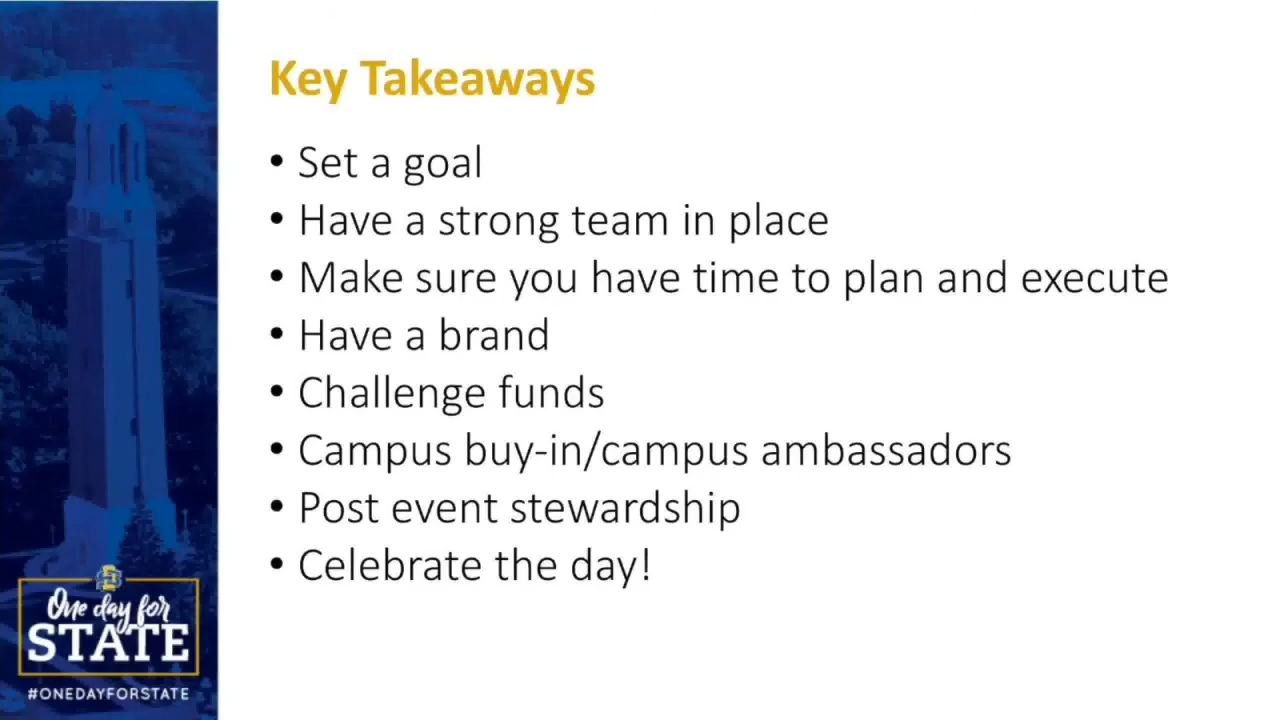 Key Takeaways
• Set a goal
• Have a strong team in place
• Make sure you have time to plan and execute
• Have a brand
• Challenge funds
• Campus buy-in/campus ambassadors
• Post event stewardship
• Celebrate the day!
One day for
STATE
#ONEDAYFORSTATE